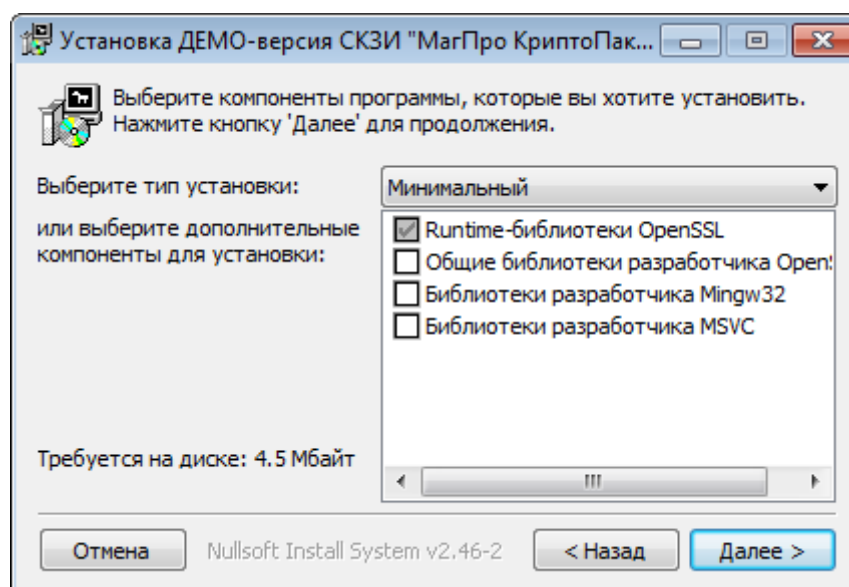 Установка ДЕМО-версия СКЗИ "МагПро КриптоПак...
Выберите компоненты программы, которые вы хотите установить.
Нажмите кнопку 'Далее' для продолжения.
Выберите тип установки:
Минимальный
или выберите дополнительные
компоненты для установки:
Runtime-библиотеки OpenSSL
Общие библиотеки разработчика Open
Библиотеки разработчика Mingw32
Библиотеки разработчика MSVC
Требуется на диске: 4.5 Мбайт
Отмена
Nullsoft Install System v2.46-2
< Назад
Далее >